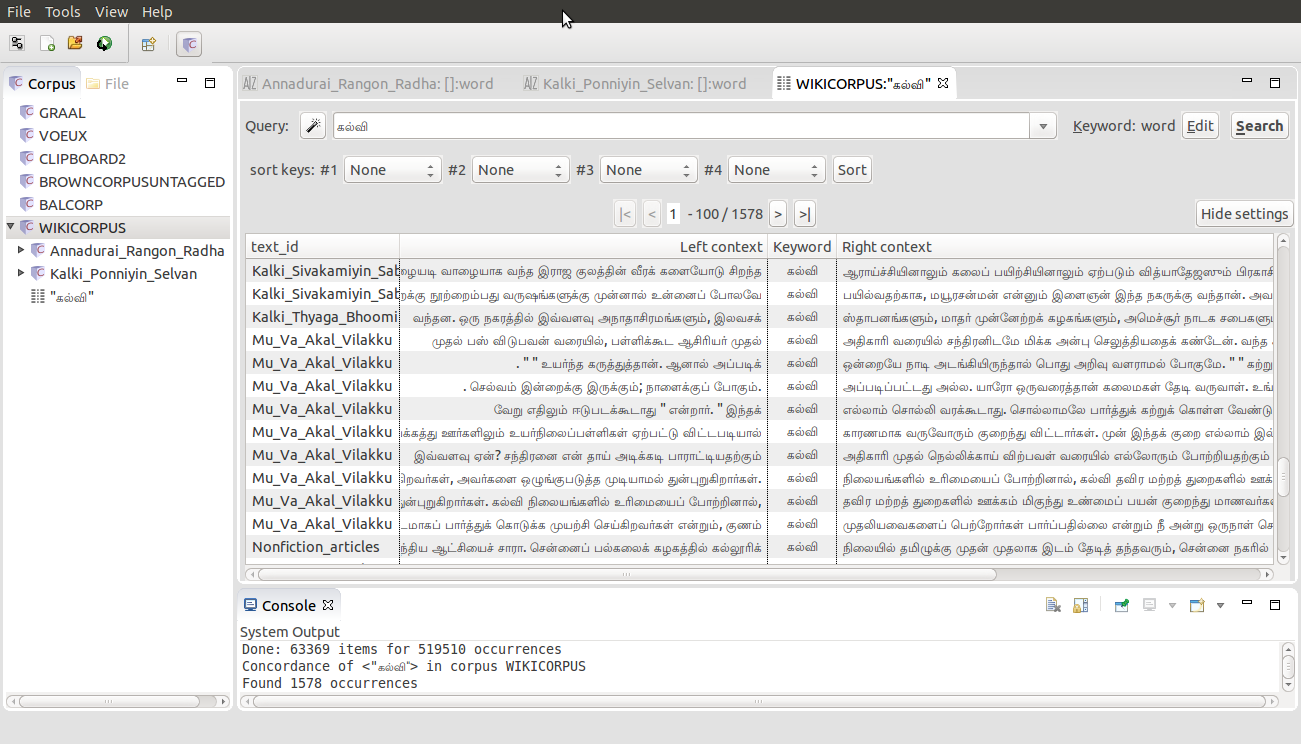 File Tools View Help
Corpus File
GRAAL
VOEUX
CLIPBOARD2
BROWNCORPUSUNTAGGED
BALCORP
WIKICORPUS
Annadurai_Rangon_Radha
Kalki_Ponniyin_Selvan
"கல்வி"
Annadurai_Rangon_Radha: []:word Kalki_Ponniyin_Selvan: []:word WIKICORPUS:"கல்வி"
Query: கல்வி Keyword: word Edit Search
sort keys: #1 None #2 None #3 None #4 None Sort
|< < 1 - 100 / 1578 > >| Hide settings
text_id Left context Keyword Right context
Kalki_Sivakamiyin_Sab ழையடி வாழையாக வந்த இராஜ குலத்தின் வீரக் களையோடு சிறந்த கல்வி ஆராய்ச்சியினாலும் கலைப் பயிற்சியினாலும் ஏற்படும் வித்யாதேஜஸும் பிரகாசி
Kalki_Sivakamiyin_Sab றக்கு நூற்றைம்பது வருஷங்களுக்கு முன்னால் உன்னைப் போலவே கல்வி பயில்வதற்காக, மயூரசன்மன் என்னும் இளைஞன் இந்த நகருக்கு வந்தான். அவ
Kalki_Thyaga_Bhoomi வந்தன. ஒரு நகரத்தில் இவ்வளவு அநாதாசிரமங்களும், இலவசக் கல்வி ஸ்தாபனங்களும், மாதர் முன்னேற்றக் கழகங்களும், அமெச்சூர் நாடக சபைகளு
Mu_Va_Akal_Vilakku முதல் பஸ் விடுபவன் வரையில், பள்ளிக்கூட ஆசிரியர் முதல் கல்வி அதிகாரி வரையில் சந்திரனிடமே மிக்க அன்பு செலுத்தியதைக் கண்டேன். வந்த
Mu_Va_Akal_Vilakku . " " உயர்ந்த கருத்துத்தான். ஆனால் அப்படிக் கல்வி ஒன்றையே நாடி அடங்கியிருந்தால் பொது அறிவு வளராமல் போகுமே. " " கற்று
Mu_Va_Akal_Vilakku . செல்வம் இன்றைக்கு இருக்கும்; நாளைக்குப் போகும். கல்வி அப்படிப்பட்டது அல்ல. யாரோ ஒருவரைத்தான் கலைமகள் தேடி வருவாள். உங்
Mu_Va_Akal_Vilakku வேறு எதிலும் ஈடுபடக்கூடாது " என்றார். " இந்தக் கல்வி எல்லாம் சொல்லி வரக்கூடாது. சொல்லாமலே பார்த்துக் கற்றுக் கொள்ள வேண்டு
Mu_Va_Akal_Vilakku க்கத்து ஊர்களிலும் உயர்நிலைப்பள்ளிகள் ஏற்பட்டு விட்டபடியால் கல்வி காரணமாக வருவோரும் குறைந்து விட்டார்கள். முன் இந்தக் குறை எல்லாம் இல்
Mu_Va_Akal_Vilakku இவ்வளவு ஏன்? சந்திரனை என் தாய் அடிக்கடி பாராட்டியதற்கும் கல்வி அதிகாரி முதல் நெல்லிக்காய் விற்பவன் வரையில் எல்லோரும் போற்றியதற்கும்
Mu_Va_Akal_Vilakku றவர்கள், அவர்களை ஒழுங்குபடுத்த முடியாமல் துன்புறுகிறார்கள். கல்வி நிலையங்களில் உரிமையைப் போற்றினால், கல்வி தவிர மற்றத் துறைகளில் ஊக்
Mu_Va_Akal_Vilakku துன்புறுகிறார்கள். கல்வி நிலையங்களில் உரிமையைப் போற்றினால், கல்வி தவிர மற்றத் துறைகளில் ஊக்கம் மிகுந்து உண்மைப் பயன் குறைந்து மாணவர்க
Mu_Va_Akal_Vilakku டமாகப் பார்த்துக் கொடுக்க முயற்சி செய்கிறவர்கள் என்றும், குணம் கல்வி முதலியவைகளைப் பெற்றோர்கள் பார்ப்பதில்லை என்றும் நீ அன்று ஒருநாள் செ
Nonfiction_articles ந்திய ஆட்சியைச் சாரா. சென்னைப் பல்கலைக் கழகத்தில் கல்லூரிக் கல்வி நிலையில் தமிழுக்கு முதன் முதலாக இடம் தேடித் தந்தவரும், சென்னை நகரில்
Console
System Output
Done: 63369 items for 519510 occurrences
Concordance of <"கல்வி"> in corpus WIKICORPUS
Found 1578 occurrences